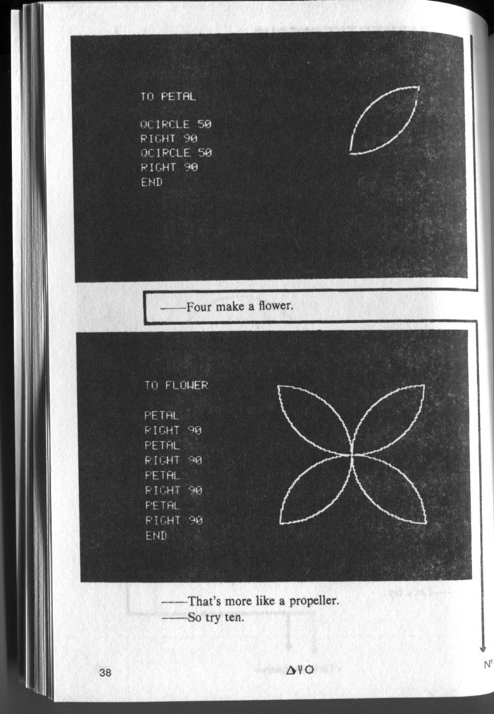 TO PETAL
QCIRCLE 50
RIGHT 90
QCIRCLE 50
RIGHT 90
END
——Four make a flower.
TO FLOWER
PETAL
RIGHT 90
PETAL
RIGHT 90
PETAL
RIGHT 90
PETAL
RIGHT 90
END
——That's more like a propeller.
——So try ten.
38